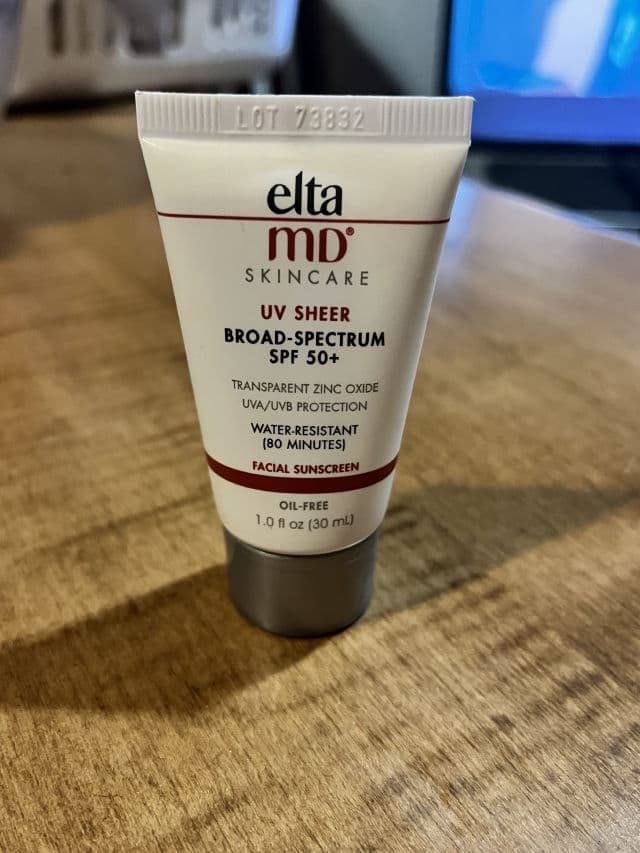 LOT 73832
elta
MD®
SKINCARE
UV SHEER
BROAD-SPECTRUM
SPF 50+
TRANSPARENT ZINC OXIDE
UVA/UVB PROTECTION
WATER-RESISTANT
(80 MINUTES)
FACIAL SUNSCREEN
OIL-FREE
1.0 fl oz (30 mL)